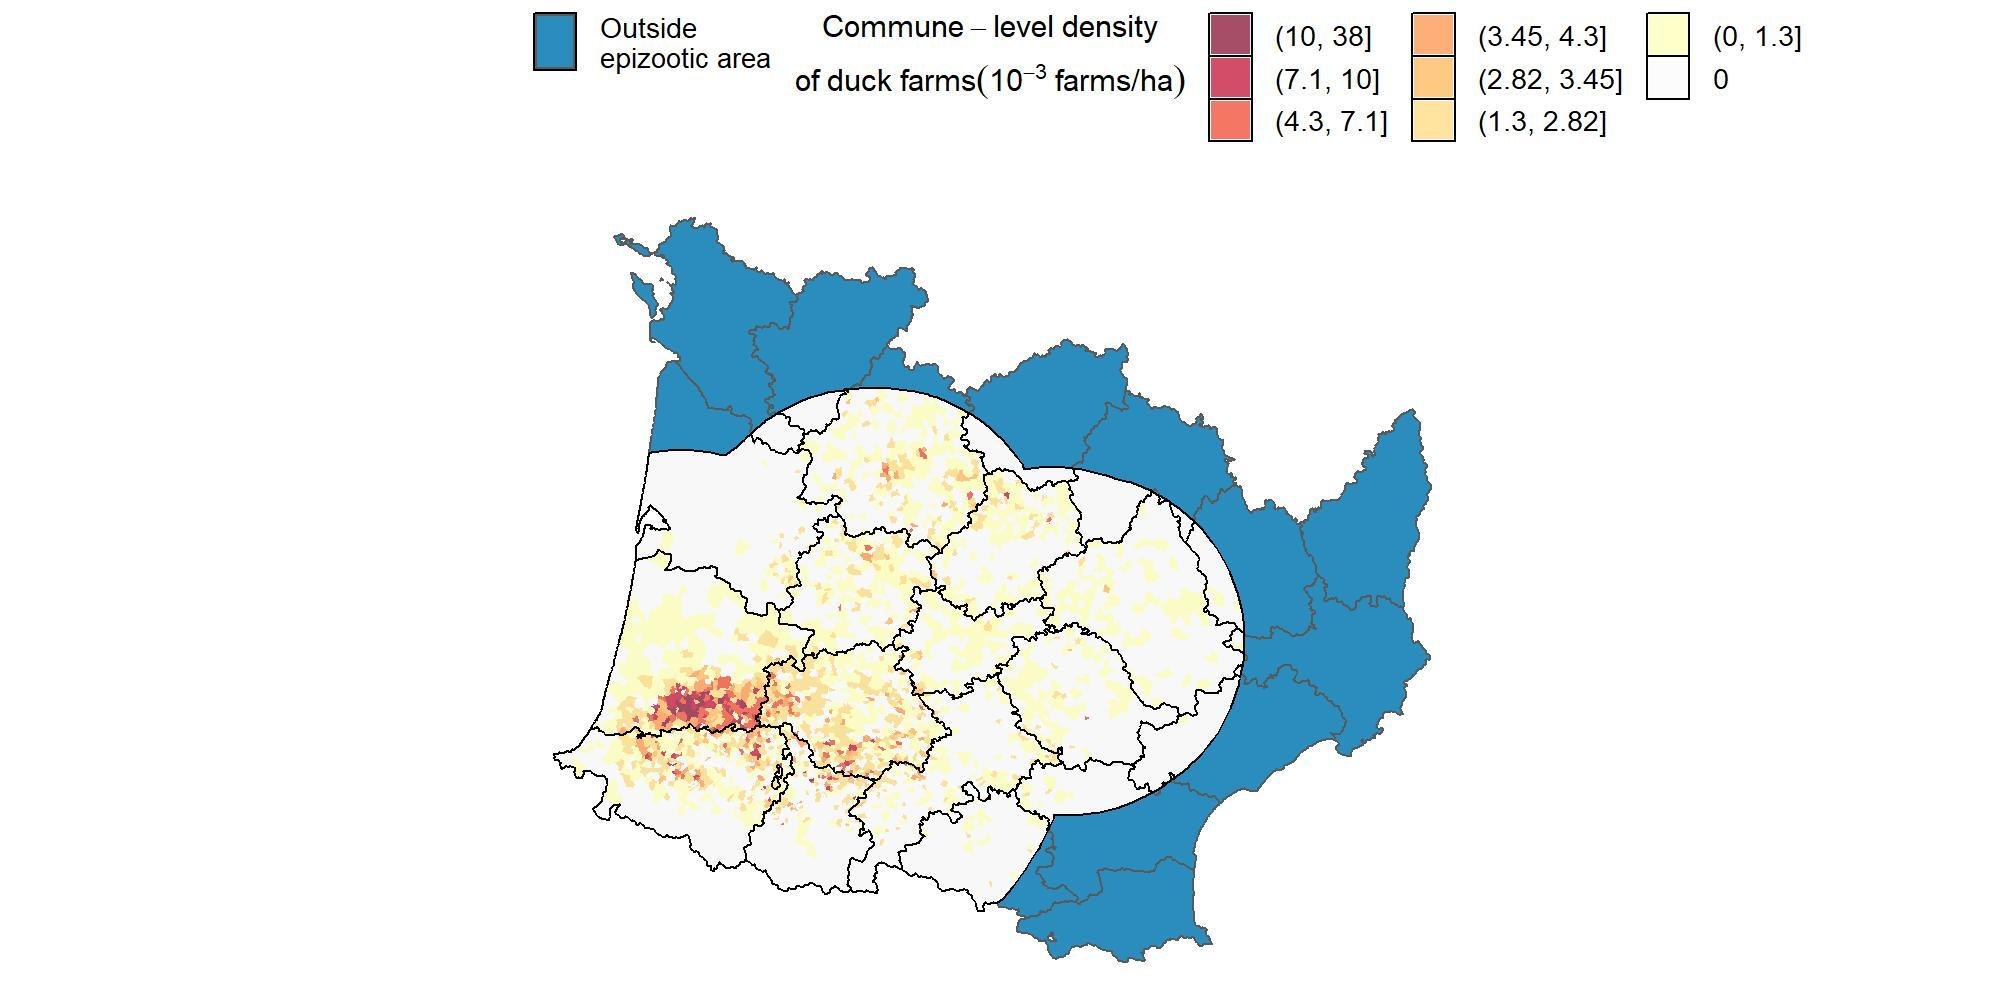 Outside
epizootic area
Commune – level density
of duck farms(10⁻³ farms/ha)
(10, 38]
(7.1, 10]
(4.3, 7.1]
(3.45, 4.3]
(2.82, 3.45]
(1.3, 2.82]
(0, 1.3]
0